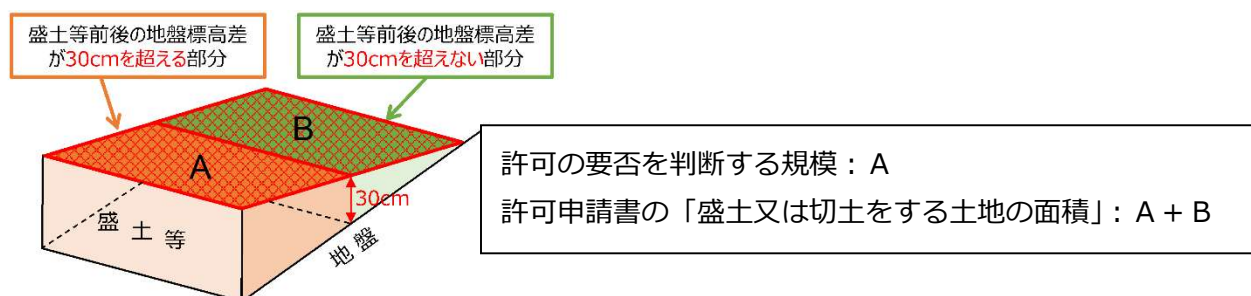 盛土等前後の地盤標高差
が30cmを超える部分
盛土等前後の地盤標高差
が30cmを超えない部分
B
A
30cm
盛土等
地盤
許可の要否を判断する規模：A
許可申請書の「盛土又は切土をする土地の面積」：A＋B